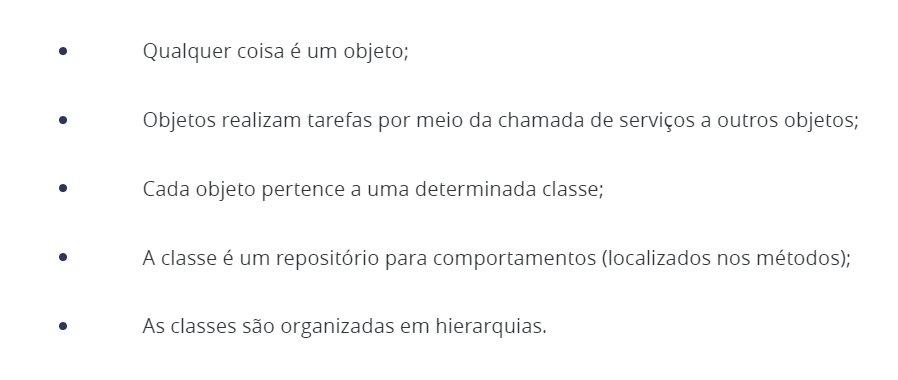 • Qualquer coisa é um objeto;
• Objetos realizam tarefas por meio da chamada de serviços a outros objetos;
• Cada objeto pertence a uma determinada classe;
• A classe é um repositório para comportamentos (localizados nos métodos);
• As classes são organizadas em hierarquias.